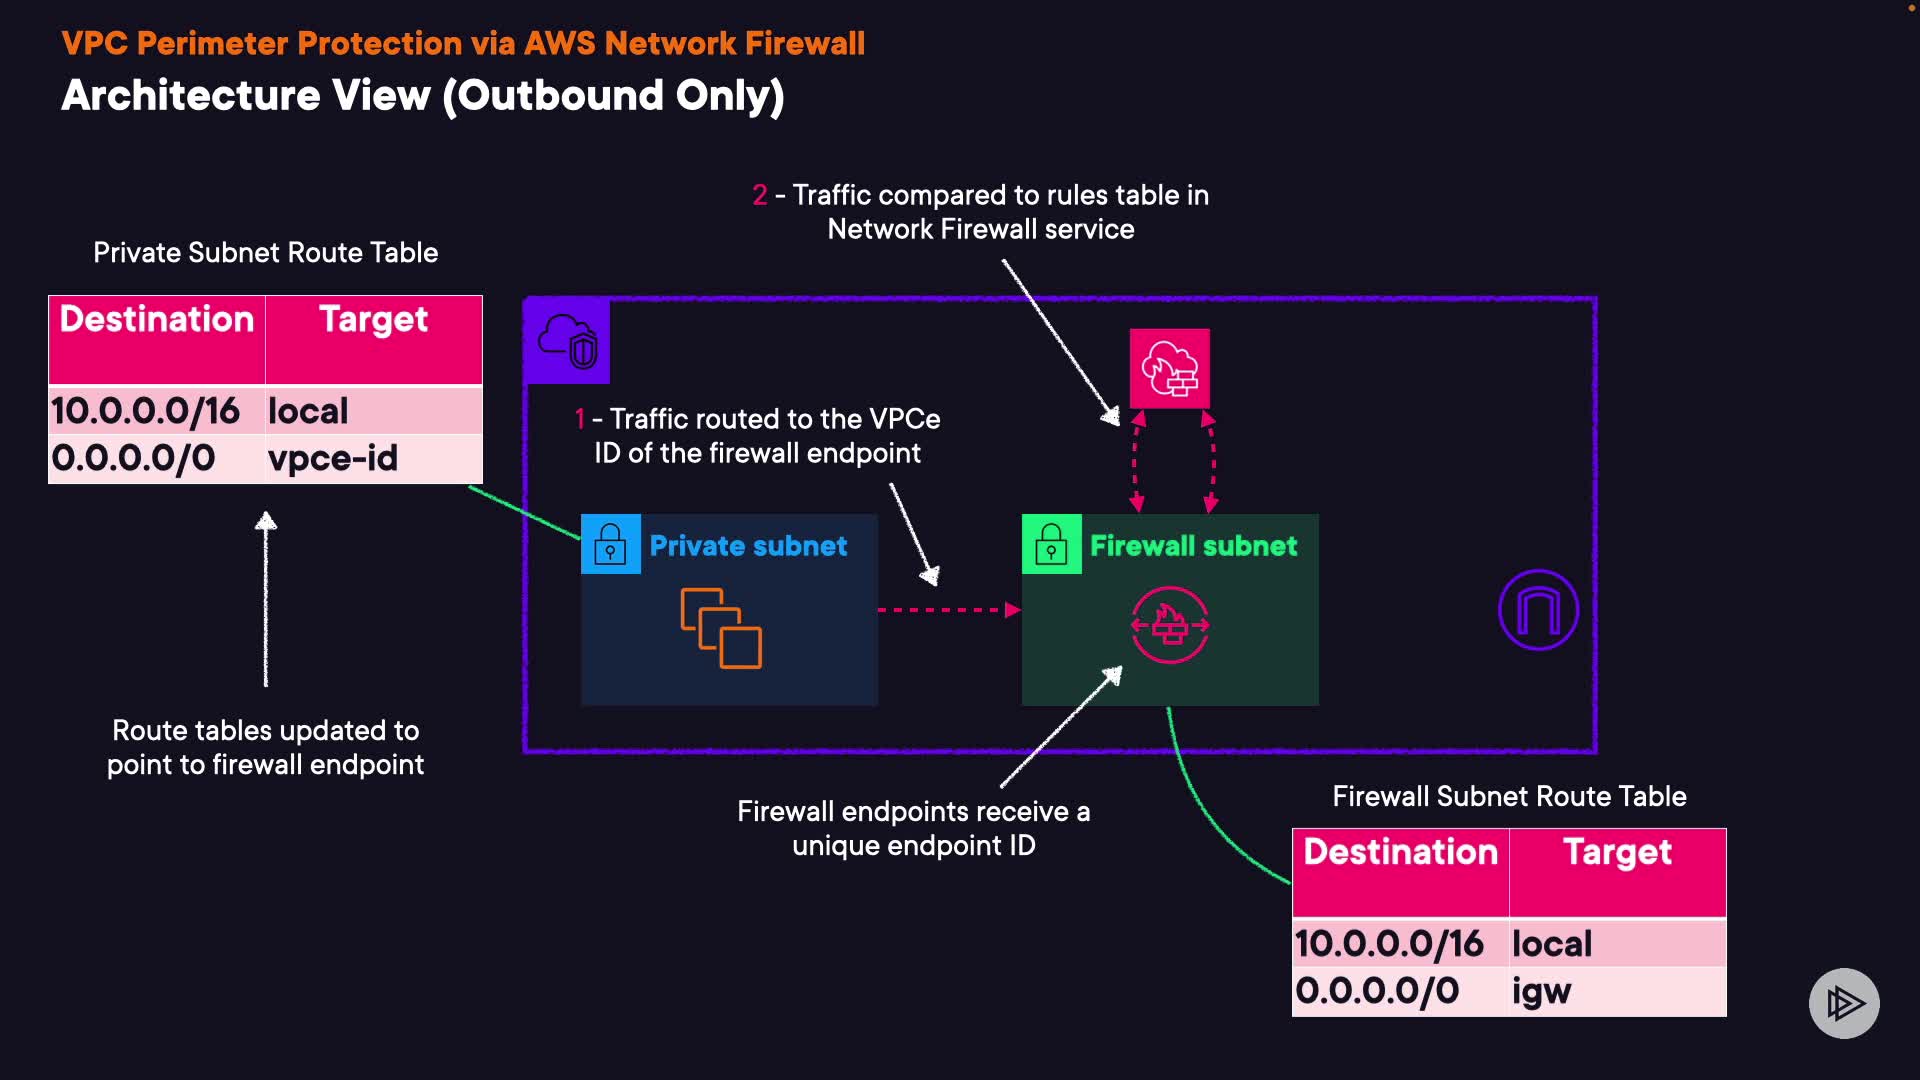 VPC Perimeter Protection via AWS Network Firewall
Architecture View (Outbound Only)
2 - Traffic compared to rules table in
Network Firewall service
Private Subnet Route Table
Destination Target
10.0.0.0/16 local
0.0.0.0/0 vpce-id
1 - Traffic routed to the VPCe
ID of the firewall endpoint
Private subnet
Firewall subnet
Route tables updated to
point to firewall endpoint
Firewall endpoints receive a
unique endpoint ID
Firewall Subnet Route Table
Destination Target
10.0.0.0/16 local
0.0.0.0/0 igw